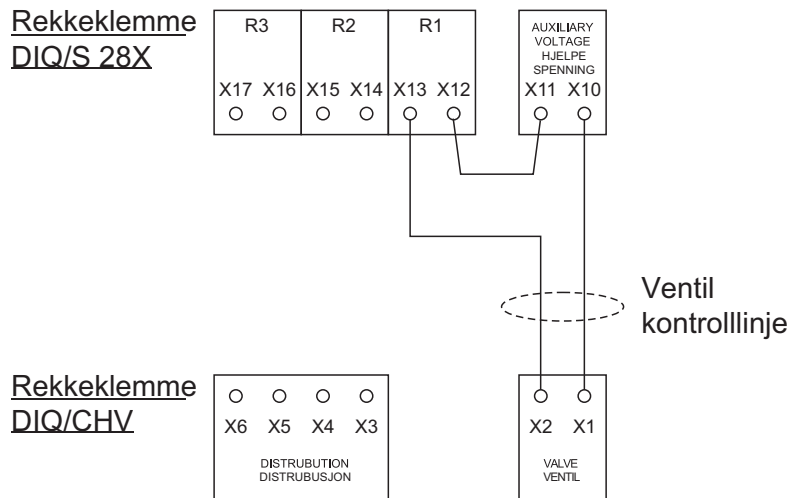 Rekkeklemme
DIQ/S 28X
R3 R2 R1
AUXILIARY
VOLTAGE
HJELPE
SPENNING
X17 X16 X15 X14 X13 X12 X11 X10
Ventil
kontrolllinje
Rekkeklemme
DIQ/CHV
X6 X5 X4 X3 X2 X1
DISTRUBUTION
DISTRUBUSJON
VALVE
VENTIL